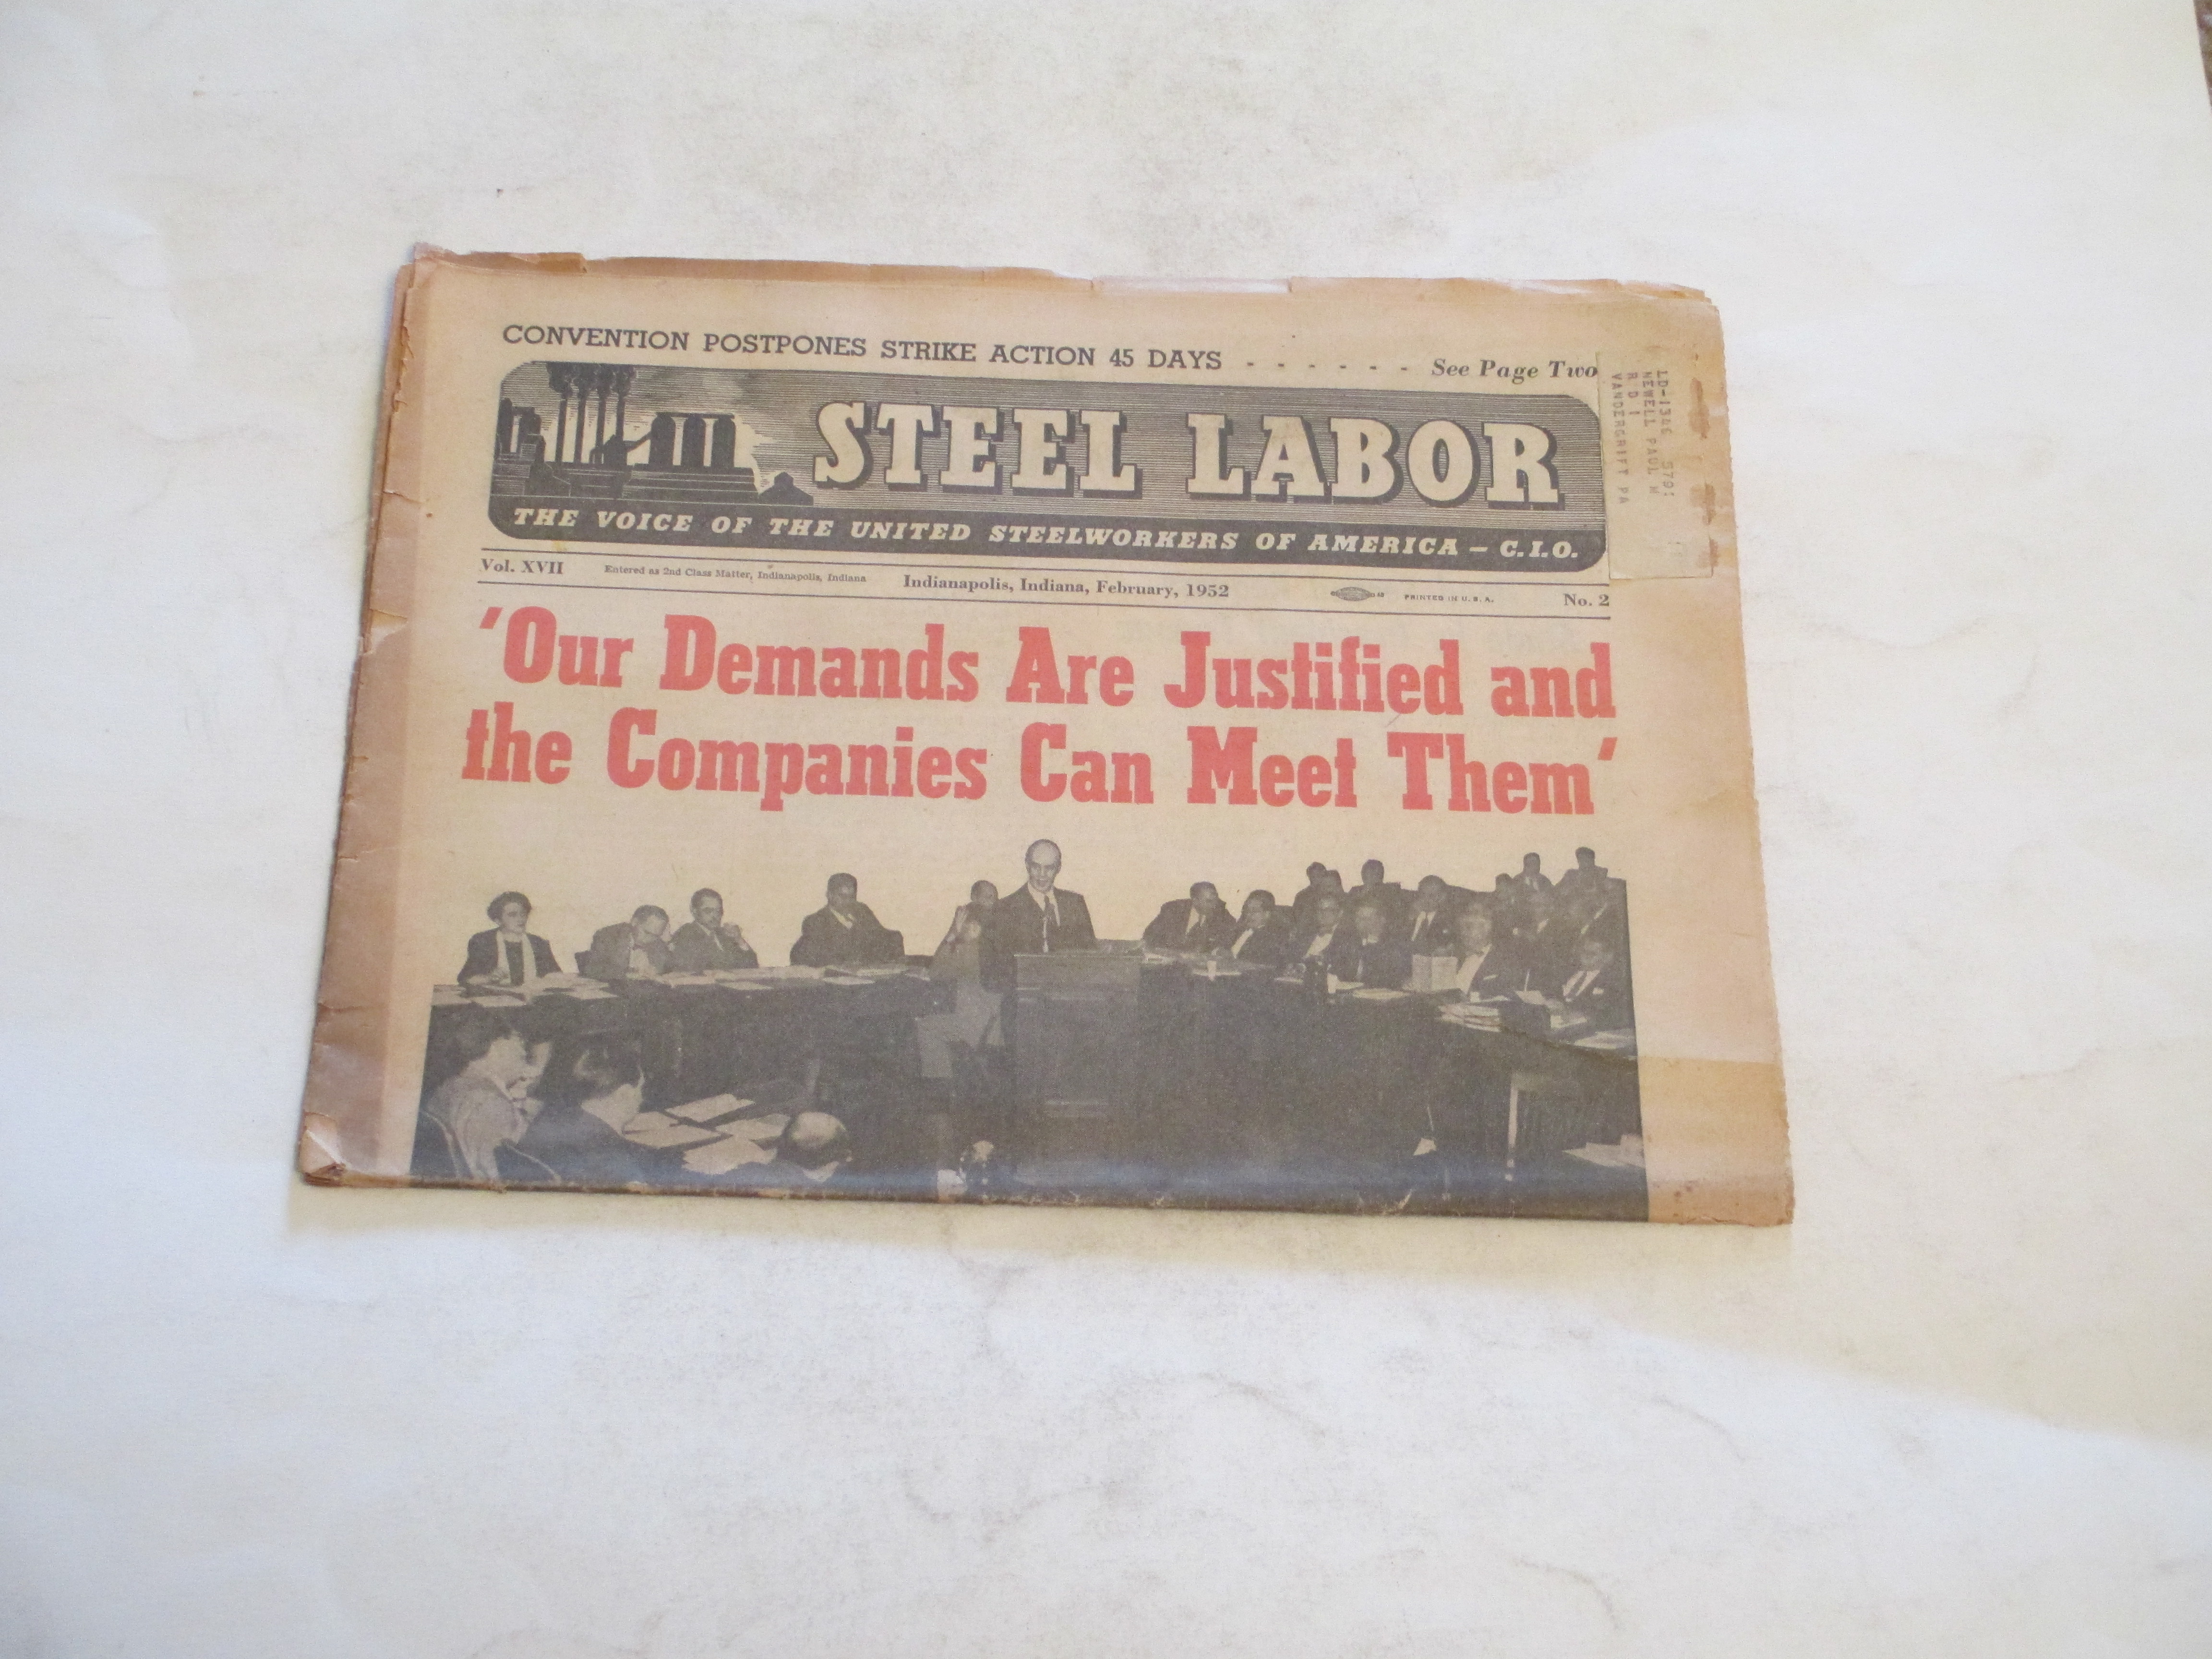 CONVENTION POSTPONES STRIKE ACTION 45 DAYS - - - - - - See Page Two
STEEL LABOR
THE VOICE OF THE UNITED STEELWORKERS OF AMERICA — C.I.O.
Vol. XVII Entered as 2nd Class Matter, Indianapolis, Indiana Indianapolis, Indiana, February, 1952 PRINTED IN U. S. A. No. 2
'Our Demands Are Justified and
the Companies Can Meet Them'
NEWELL PAUL M
R D 1
VANDERGRIFT PA